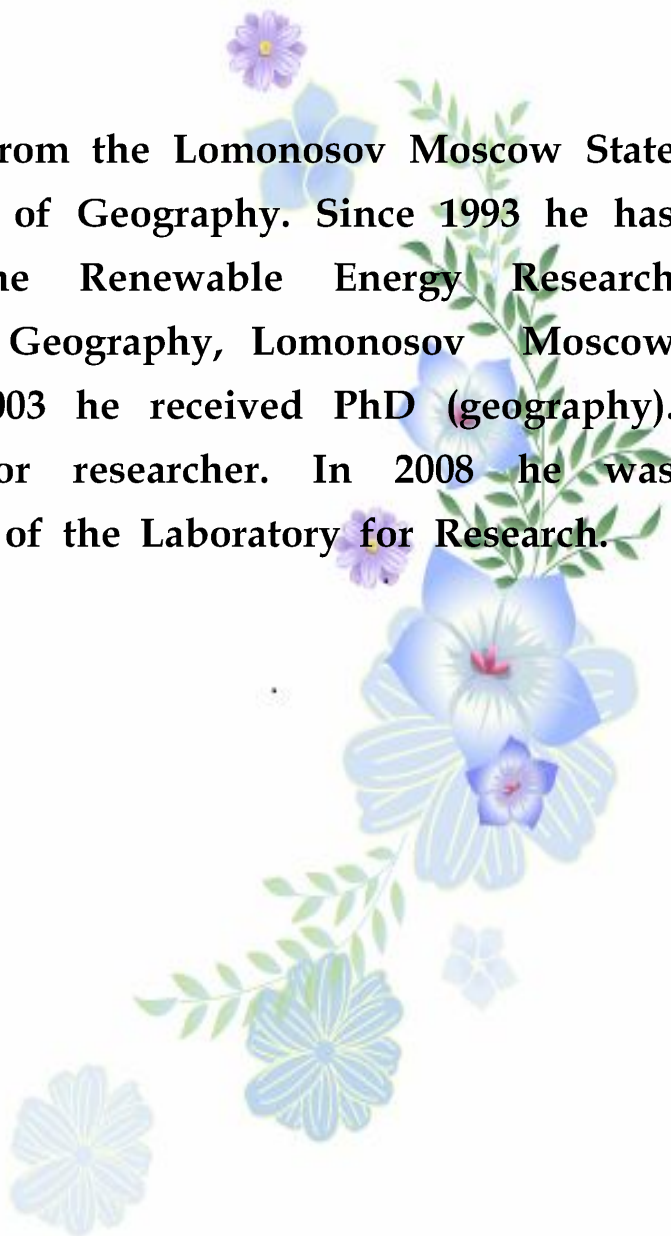 rom the Lomonosov Moscow State
of Geography. Since 1993 he has
ne Renewable Energy Research
Geography, Lomonosov Moscow
003 he received PhD (geography).
or researcher. In 2008 he was
of the Laboratory for Research.